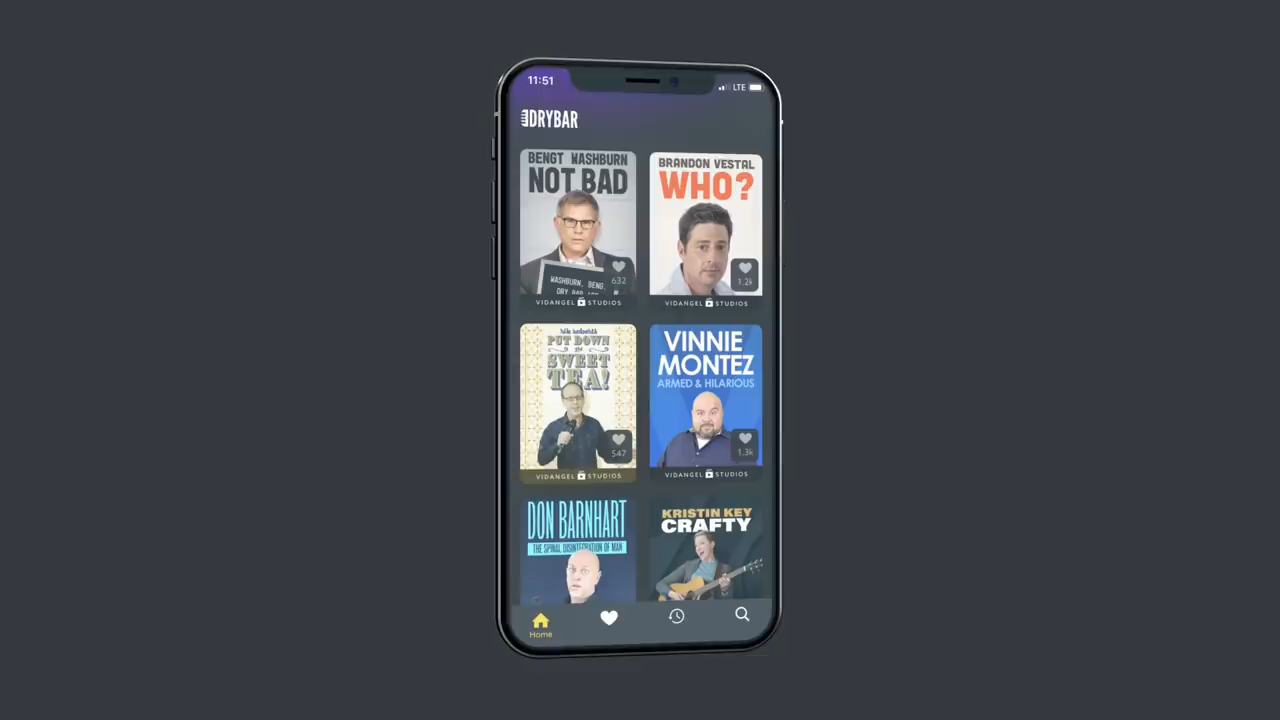 11:51
LTE
DRYBAR
BENGT WASHBURN
NOT BAD
WASHBURN, BENG.
632
VIDANGEL STUDIOS
BRANDON VESTAL
WHO?
1.2k
VIDANGEL STUDIOS
PUT DOWN
SWEET
TEA!
547
VIDANGEL STUDIOS
VINNIE
MONTEZ
ARMED & HILARIOUS
1.3k
VIDANGEL STUDIOS
DON BARNHART
THE SPINAL DISINTEGRATION OF MAN
KRISTIN KEY
CRAFTY
Home